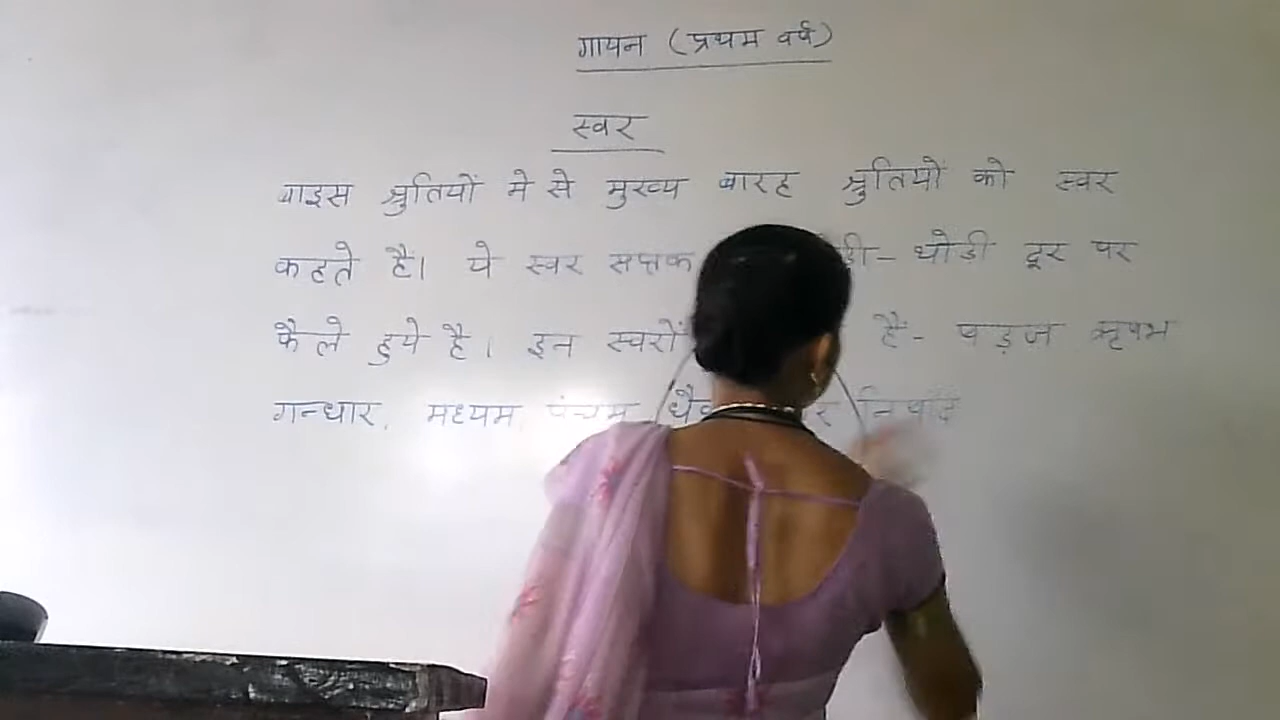 गायन (प्रथम वर्ष)
स्वर
बाइस श्रुतियों मे से मुख्य बारह श्रुतियों को स्वर
कहते है। ये स्वर सप्तक थोडी दूर पर
फैले हुये है। इन स्वरों हैं- षड़ज ऋषभ
गन्धार, मध्यम, पंचम, निषाद